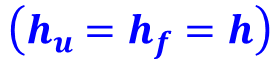 (h_u = h_f = h)